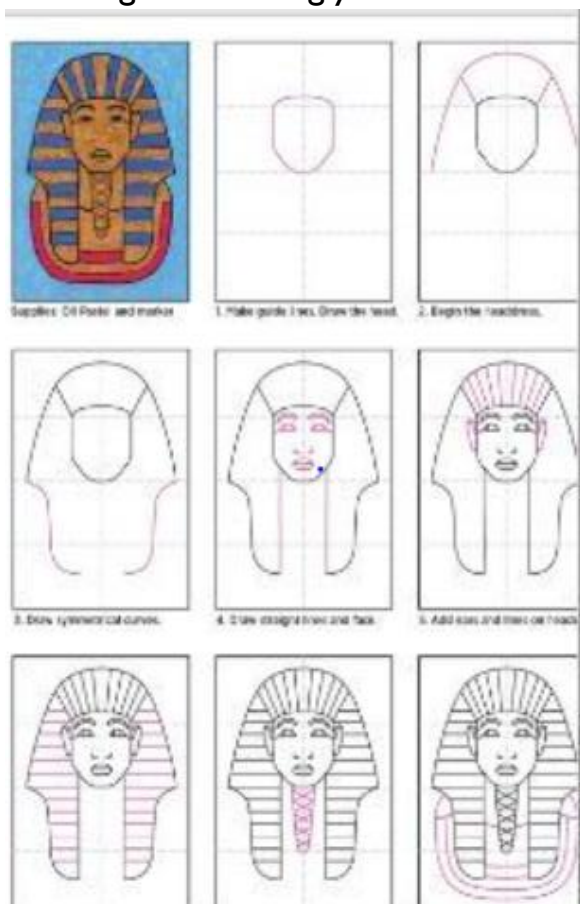 Supplies: Oil Pastel and marker
1. Make guide lines. Draw the head.
2. Begin the headdress.
3. Draw symmetrical curves.
4. Draw straight lines and face.
5. Add ears and lines on